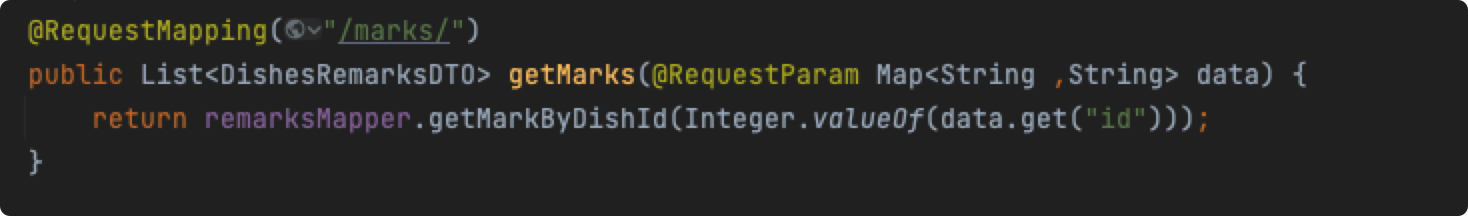 @RequestMapping("/marks/")
public List<DishesRemarksDTO> getMarks(@RequestParam Map<String ,String> data) {
    return remarksMapper.getMarkByDishId(Integer.valueOf(data.get("id")));
}